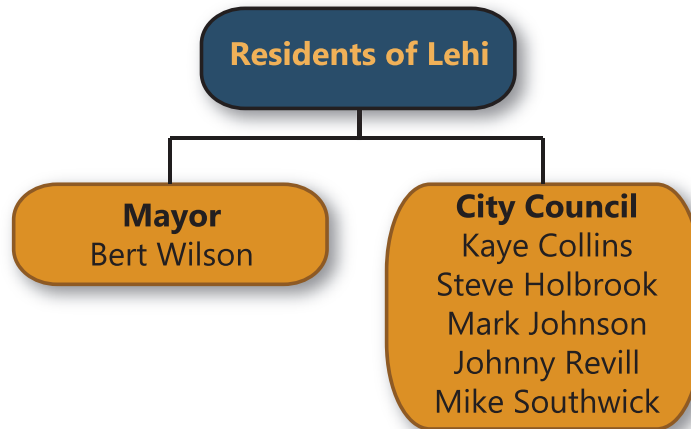 Residents of Lehi
Mayor
Bert Wilson
City Council
Kaye Collins
Steve Holbrook
Mark Johnson
Johnny Revill
Mike Southwick